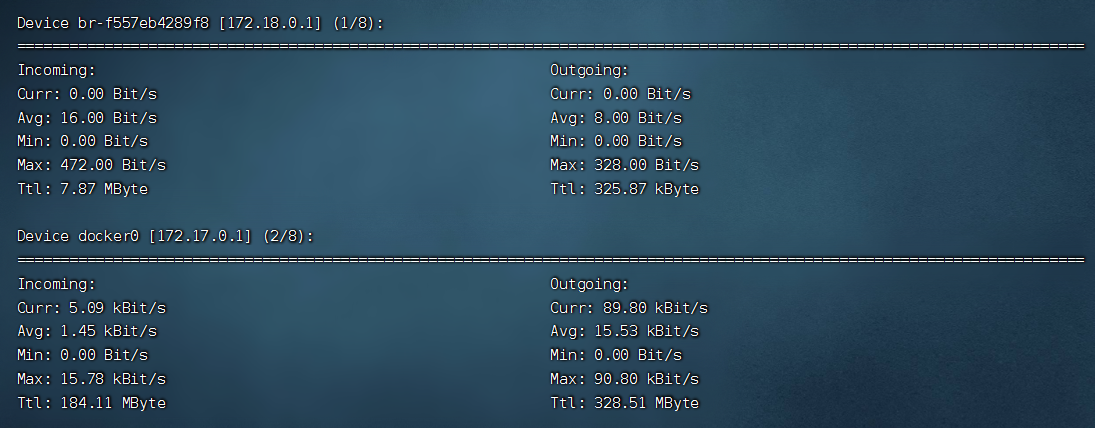 Device br-f557eb4289f8 [172.18.0.1] (1/8):
==========================================================================================================================
Incoming: Outgoing:
Curr: 0.00 Bit/s Curr: 0.00 Bit/s
Avg: 16.00 Bit/s Avg: 8.00 Bit/s
Min: 0.00 Bit/s Min: 0.00 Bit/s
Max: 472.00 Bit/s Max: 328.00 Bit/s
Ttl: 7.87 MByte Ttl: 325.87 kByte
Device docker0 [172.17.0.1] (2/8):
==========================================================================================================================
Incoming: Outgoing:
Curr: 5.09 kBit/s Curr: 89.80 kBit/s
Avg: 1.45 kBit/s Avg: 15.53 kBit/s
Min: 0.00 Bit/s Min: 0.00 Bit/s
Max: 15.78 kBit/s Max: 90.80 kBit/s
Ttl: 184.11 MByte Ttl: 328.51 MByte